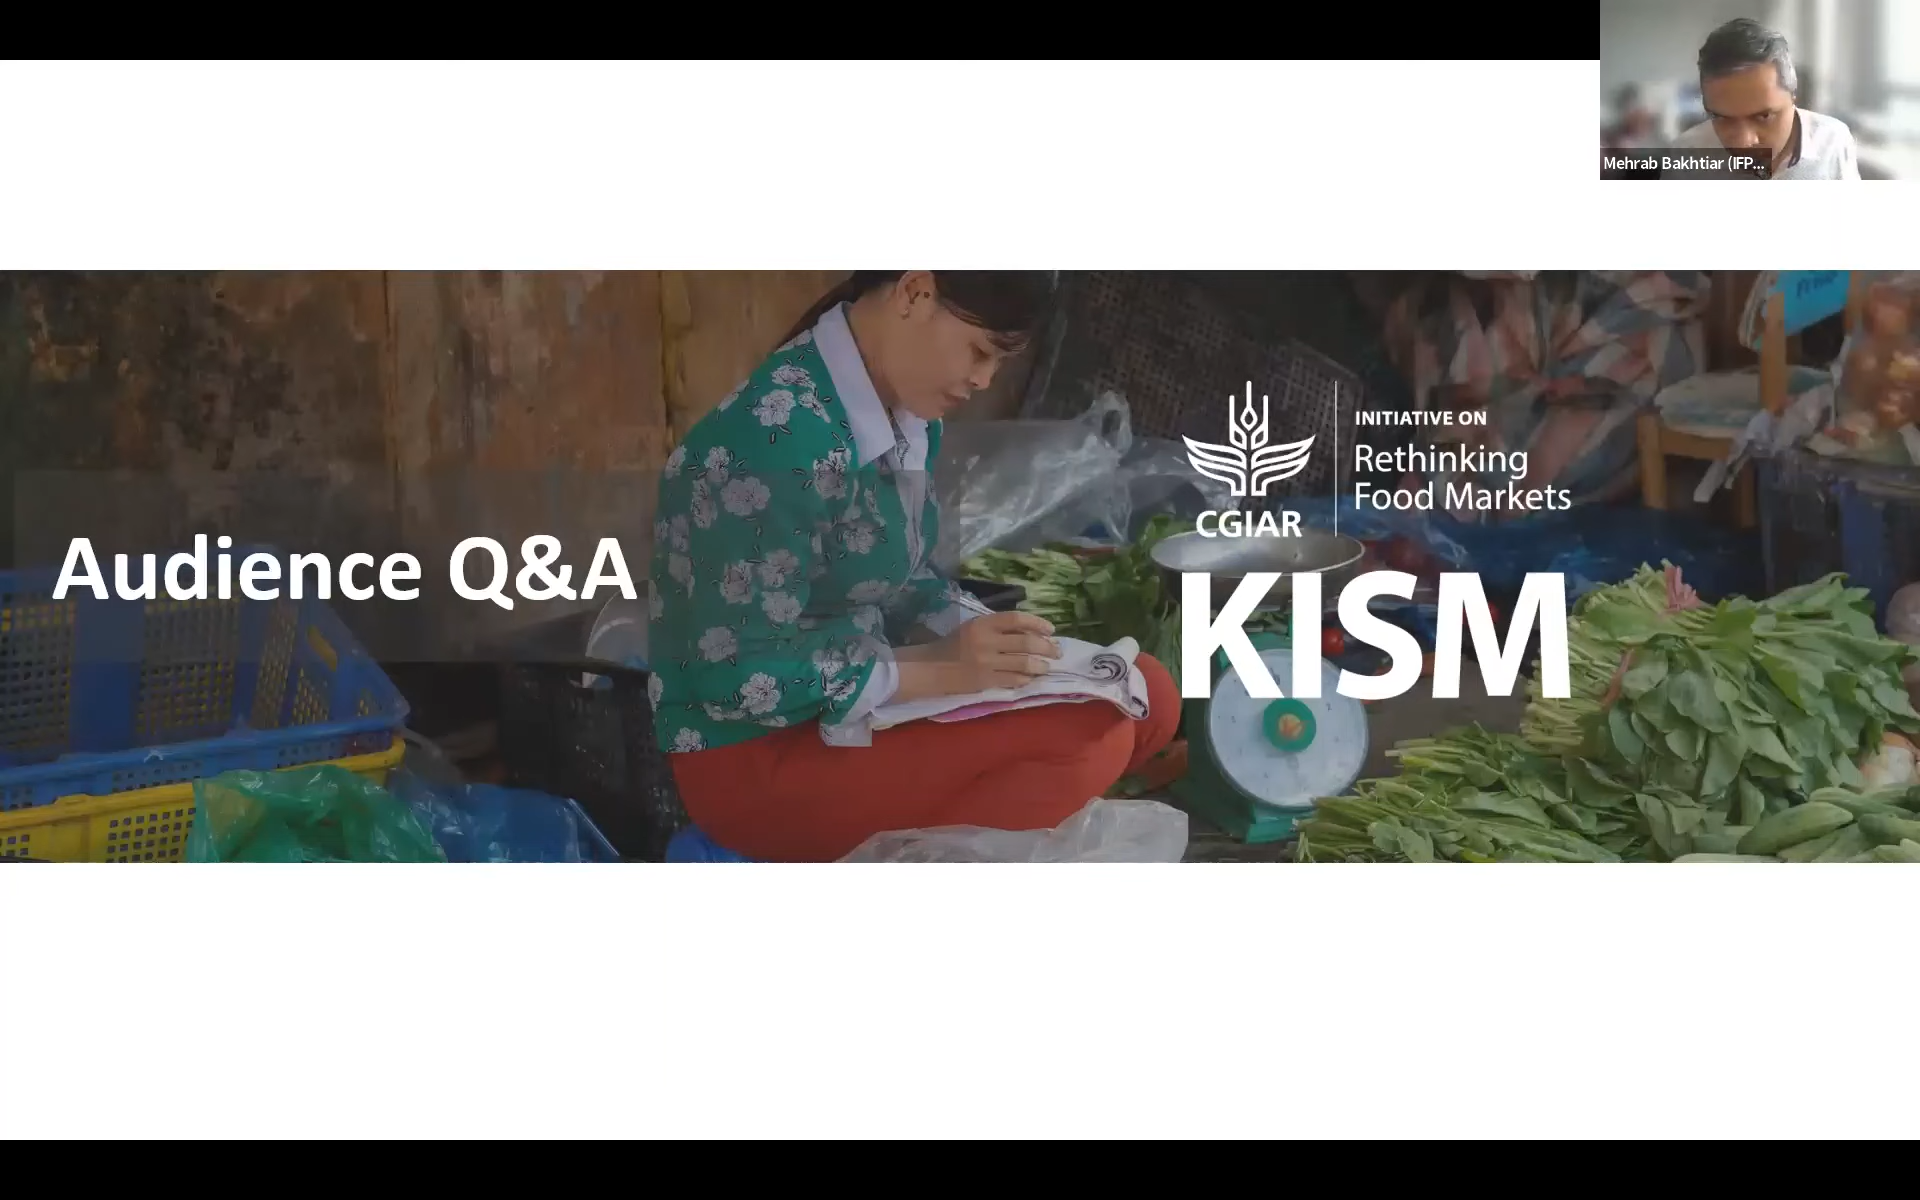 Mehrab Bakhtiar (IFP...
INITIATIVE ON
Rethinking
Food Markets
CGIAR
Audience Q&A
KISM